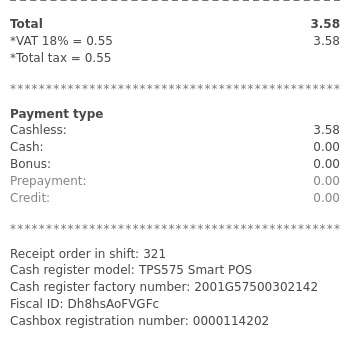 Total 3.58
*VAT 18% = 0.55 3.58
*Total tax = 0.55
************************************************
Payment type
Cashless: 3.58
Cash: 0.00
Bonus: 0.00
Prepayment: 0.00
Credit: 0.00
************************************************
Receipt order in shift: 321
Cash register model: TPS575 Smart POS
Cash register factory number: 2001G57500302142
Fiscal ID: Dh8hsAoFVGFc
Cashbox registration number: 0000114202